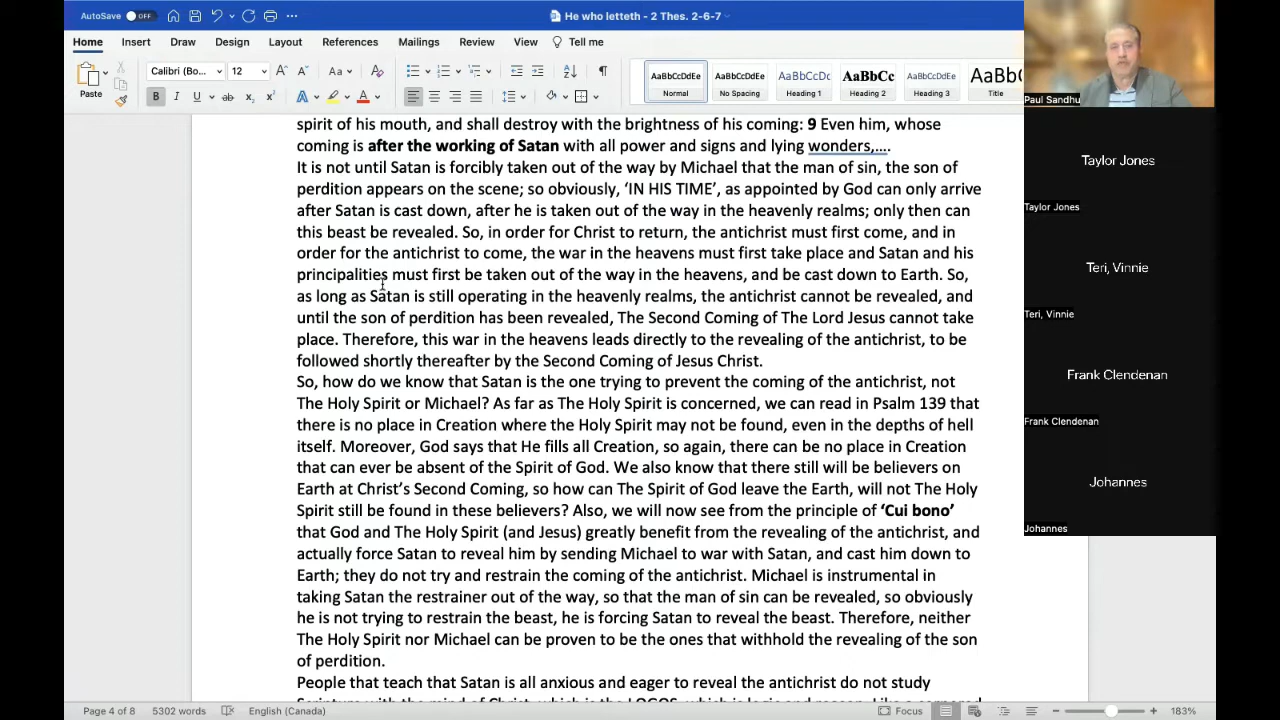 AutoSave OFF
He who letteth - 2 Thes. 2-6-7
Home Insert Draw Design Layout References Mailings Review View Tell me
Paste
Calibri (Bo... 12
AaBbCcDdEe AaBbCcDdEe AaBbCcDc AaBbCc AaBbCcDdEe AaBb
Normal No Spacing Heading 1 Heading 2 Heading 3 Title
spirit of his mouth, and shall destroy with the brightness of his coming: 9 Even him, whose
coming is after the working of Satan with all power and signs and lying wonders,....
It is not until Satan is forcibly taken out of the way by Michael that the man of sin, the son of
perdition appears on the scene; so obviously, ‘IN HIS TIME’, as appointed by God can only arrive
after Satan is cast down, after he is taken out of the way in the heavenly realms; only then can
this beast be revealed. So, in order for Christ to return, the antichrist must first come, and in
order for the antichrist to come, the war in the heavens must first take place and Satan and his
principalities must first be taken out of the way in the heavens, and be cast down to Earth. So,
as long as Satan is still operating in the heavenly realms, the antichrist cannot be revealed, and
until the son of perdition has been revealed, The Second Coming of The Lord Jesus cannot take
place. Therefore, this war in the heavens leads directly to the revealing of the antichrist, to be
followed shortly thereafter by the Second Coming of Jesus Christ.
So, how do we know that Satan is the one trying to prevent the coming of the antichrist, not
The Holy Spirit or Michael? As far as The Holy Spirit is concerned, we can read in Psalm 139 that
there is no place in Creation where the Holy Spirit may not be found, even in the depths of hell
itself. Moreover, God says that He fills all Creation, so again, there can be no place in Creation
that can ever be absent of the Spirit of God. We also know that there still will be believers on
Earth at Christ’s Second Coming, so how can The Spirit of God leave the Earth, will not The Holy
Spirit still be found in these believers? Also, we will now see from the principle of ‘Cui bono’
that God and The Holy Spirit (and Jesus) greatly benefit from the revealing of the antichrist, and
actually force Satan to reveal him by sending Michael to war with Satan, and cast him down to
Earth; they do not try and restrain the coming of the antichrist. Michael is instrumental in
taking Satan the restrainer out of the way, so that the man of sin can be revealed, so obviously
he is not trying to restrain the beast, he is forcing Satan to reveal the beast. Therefore, neither
The Holy Spirit nor Michael can be proven to be the ones that withhold the revealing of the son
of perdition.
People that teach that Satan is all anxious and eager to reveal the antichrist do not study
Scripture with the mind of Christ, which is the LOGOS, which is logic and reason. Like a
Page 4 of 8 5302 words English (Canada) Focus 183%
Paul Sandhu
Taylor Jones
Taylor Jones
Teri, Vinnie
Teri, Vinnie
Frank Clendenan
Frank Clendenan
Johannes
Johannes